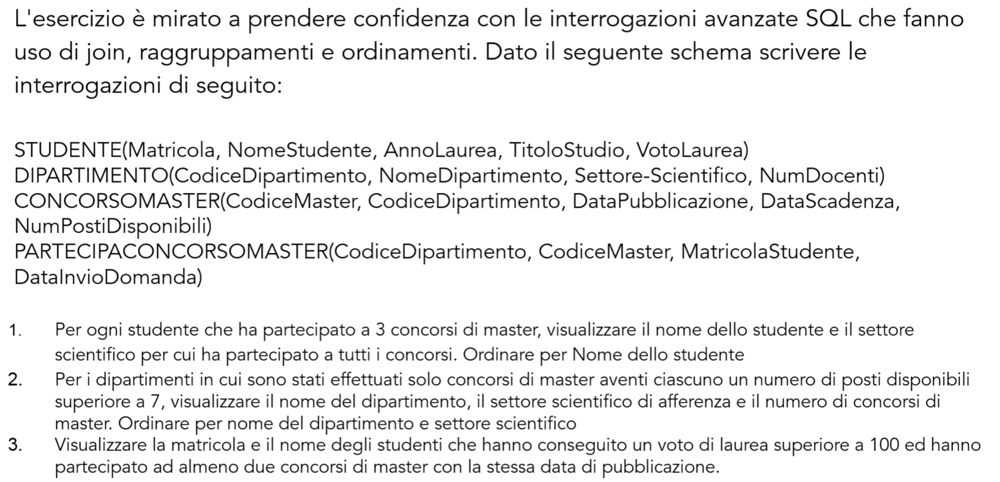 L'esercizio è mirato a prendere confidenza con le interrogazioni avanzate SQL che fanno
uso di join, raggruppamenti e ordinamenti. Dato il seguente schema scrivere le
interrogazioni di seguito:
STUDENTE(Matricola, NomeStudente, AnnoLaurea, TitoloStudio, VotoLaurea)
DIPARTIMENTO(CodiceDipartimento, NomeDipartimento, Settore-Scientifico, NumDocenti)
CONCORSOMASTER(CodiceMaster, CodiceDipartimento, DataPubblicazione, DataScadenza,
NumPostiDisponibili)
PARTECIPACONCORSOMASTER(CodiceDipartimento, CodiceMaster, MatricolaStudente,
DataInvioDomanda)
1. Per ogni studente che ha partecipato a 3 concorsi di master, visualizzare il nome dello studente e il settore
scientifico per cui ha partecipato a tutti i concorsi. Ordinare per Nome dello studente
2. Per i dipartimenti in cui sono stati effettuati solo concorsi di master aventi ciascuno un numero di posti disponibili
superiore a 7, visualizzare il nome del dipartimento, il settore scientifico di afferenza e il numero di concorsi di
master. Ordinare per nome del dipartimento e settore scientifico
3. Visualizzare la matricola e il nome degli studenti che hanno conseguito un voto di laurea superiore a 100 ed hanno
partecipato ad almeno due concorsi di master con la stessa data di pubblicazione.